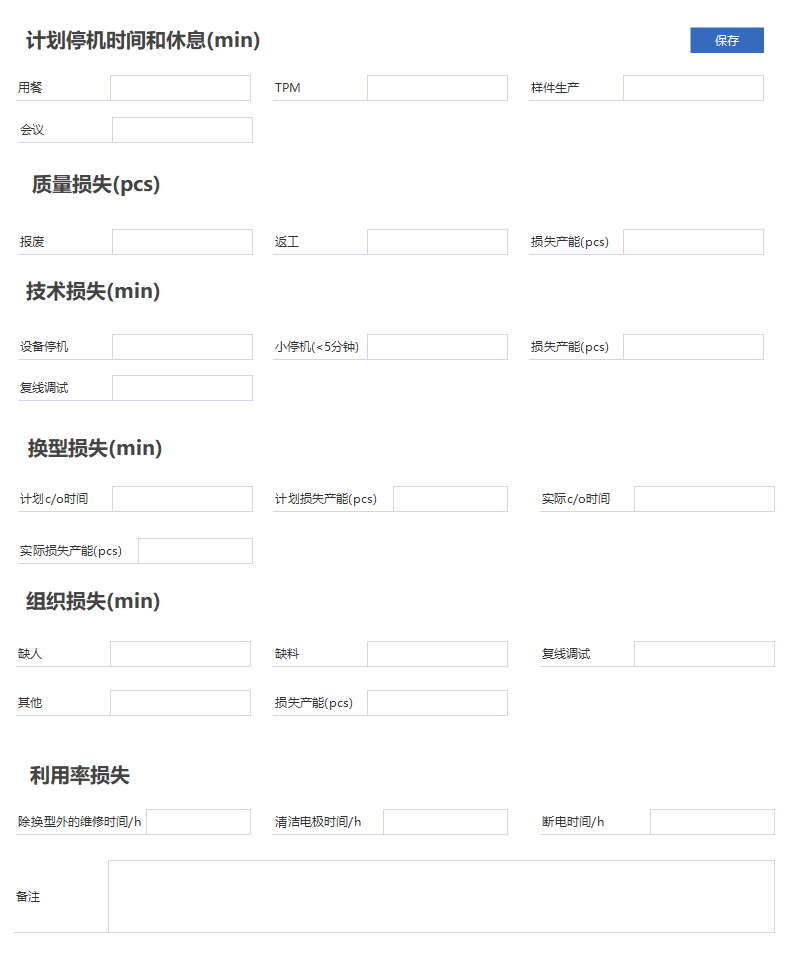 计划停机时间和休息(min)
保存
用餐
TPM
样件生产
会议
质量损失(pcs)
报废
返工
损失产能(pcs)
技术损失(min)
设备停机
小停机(<5分钟)
损失产能(pcs)
复线调试
换型损失(min)
计划c/o时间
计划损失产能(pcs)
实际c/o时间
实际损失产能(pcs)
组织损失(min)
缺人
缺料
复线调试
其他
损失产能(pcs)
利用率损失
除换型外的维修时间/h
清洁电极时间/h
断电时间/h
备注